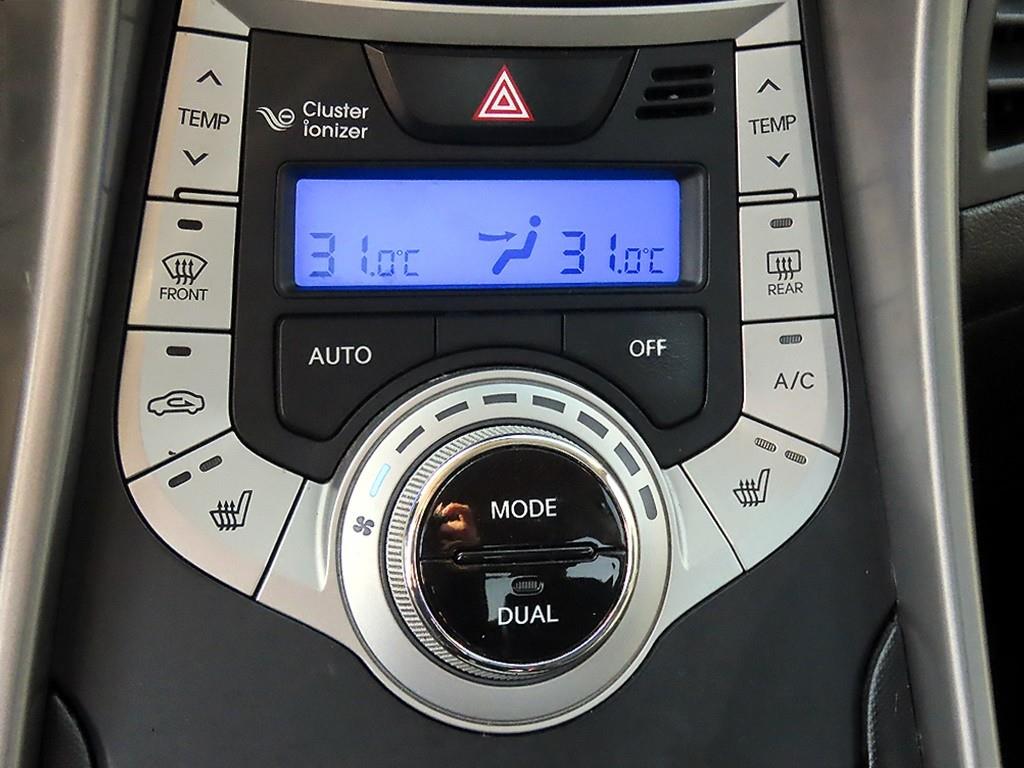 TEMP
Cluster
ionizer
TEMP
31.0°C
31.0°C
FRONT
REAR
AUTO
OFF
A/C
MODE
DUAL